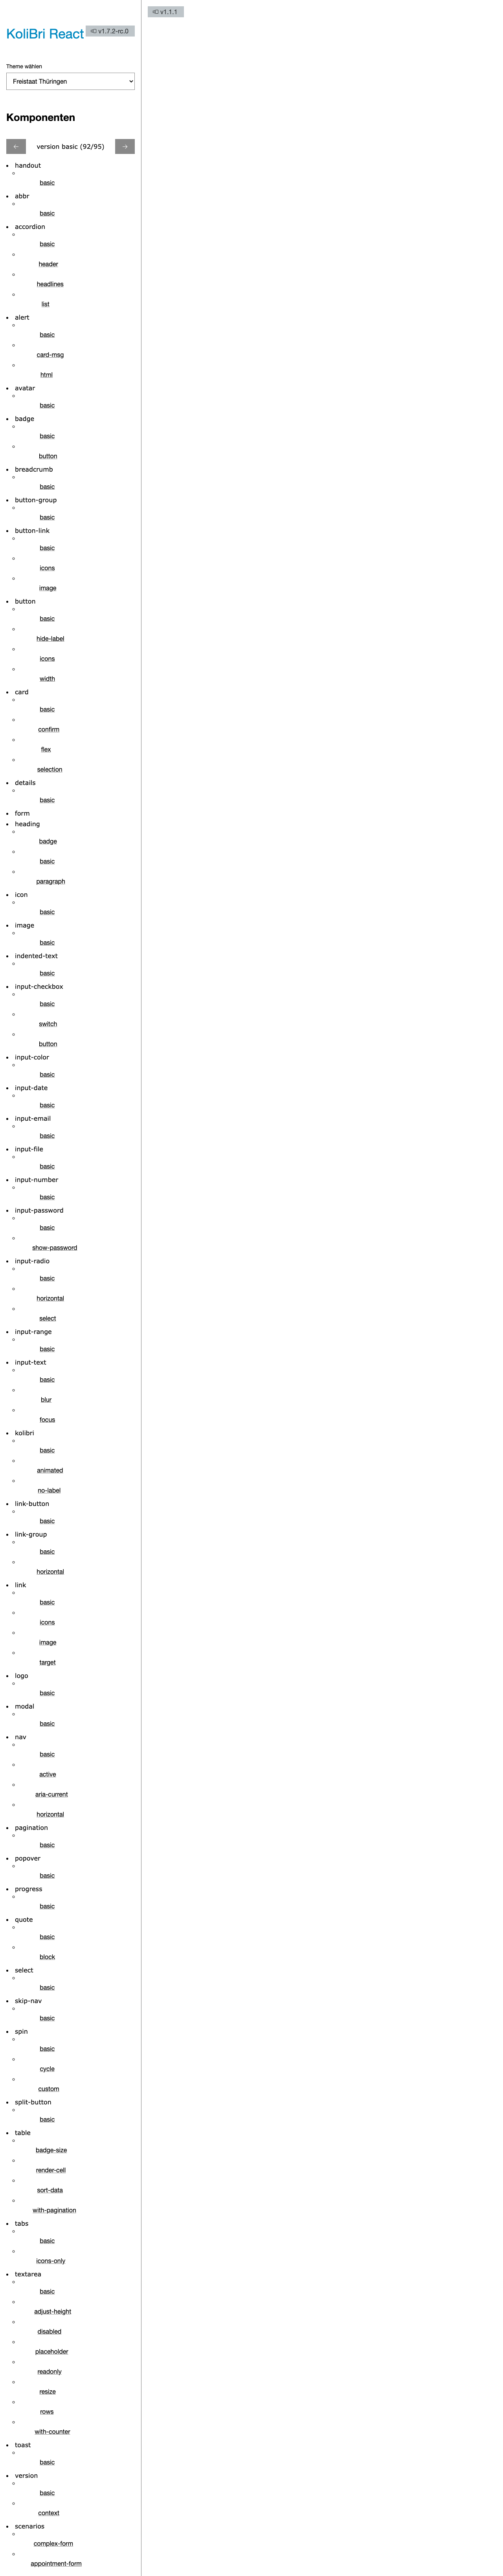 KoliBri React
v1.7.2-rc.0
Theme wählen
Freistaat Thüringen
Komponenten
version basic (92/95)
handout
basic
abbr
basic
accordion
basic
header
headlines
list
alert
basic
card-msg
html
avatar
basic
badge
basic
button
breadcrumb
basic
button-group
basic
button-link
basic
icons
image
button
basic
hide-label
icons
width
card
basic
confirm
flex
selection
details
basic
form
heading
badge
basic
paragraph
icon
basic
image
basic
indented-text
basic
input-checkbox
basic
switch
button
input-color
basic
input-date
basic
input-email
basic
input-file
basic
input-number
basic
input-password
basic
show-password
input-radio
basic
horizontal
select
input-range
basic
input-text
basic
blur
focus
kolibri
basic
animated
no-label
link-button
basic
link-group
basic
horizontal
link
basic
icons
image
target
logo
basic
modal
basic
nav
basic
active
aria-current
horizontal
pagination
basic
popover
basic
progress
basic
quote
basic
block
select
basic
skip-nav
basic
spin
basic
cycle
custom
split-button
basic
table
badge-size
render-cell
sort-data
with-pagination
tabs
basic
icons-only
textarea
basic
adjust-height
disabled
placeholder
readonly
resize
rows
with-counter
toast
basic
version
basic
context
scenarios
complex-form
appointment-form
v1.1.1